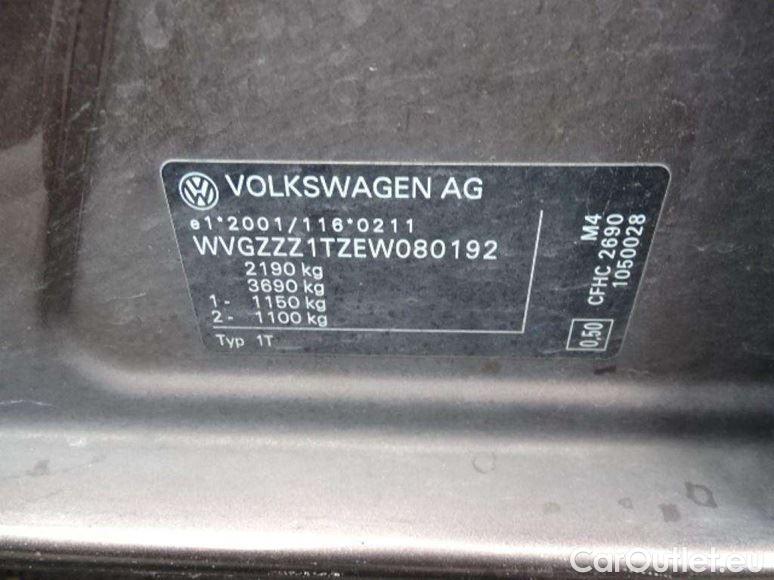 VOLKSWAGEN AG
e1*2001/116*0211
WVGZZZ1TZEW080192
2190 kg
3690 kg
1- 1150 kg
2- 1100 kg
Typ 1T
M4
CFHC 2690
1050028
0,50
CarOutlet.eu